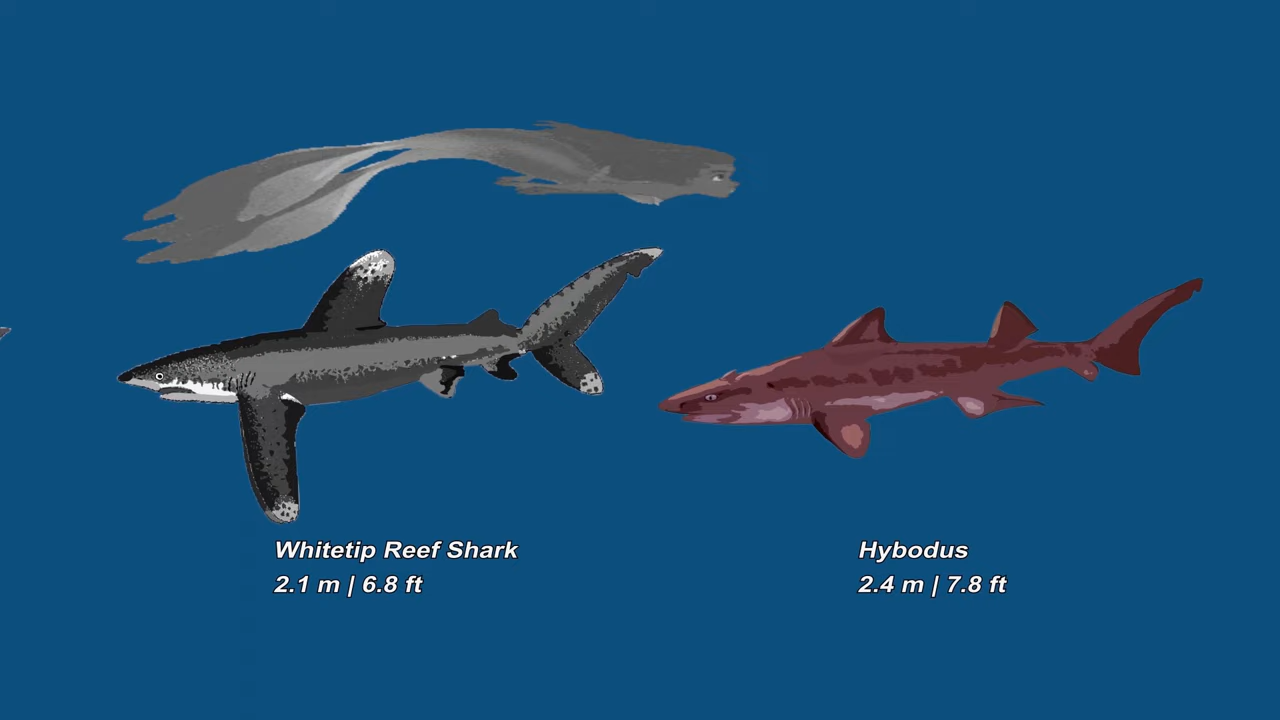 Whitetip Reef Shark
2.1 m | 6.8 ft
Hybodus
2.4 m | 7.8 ft